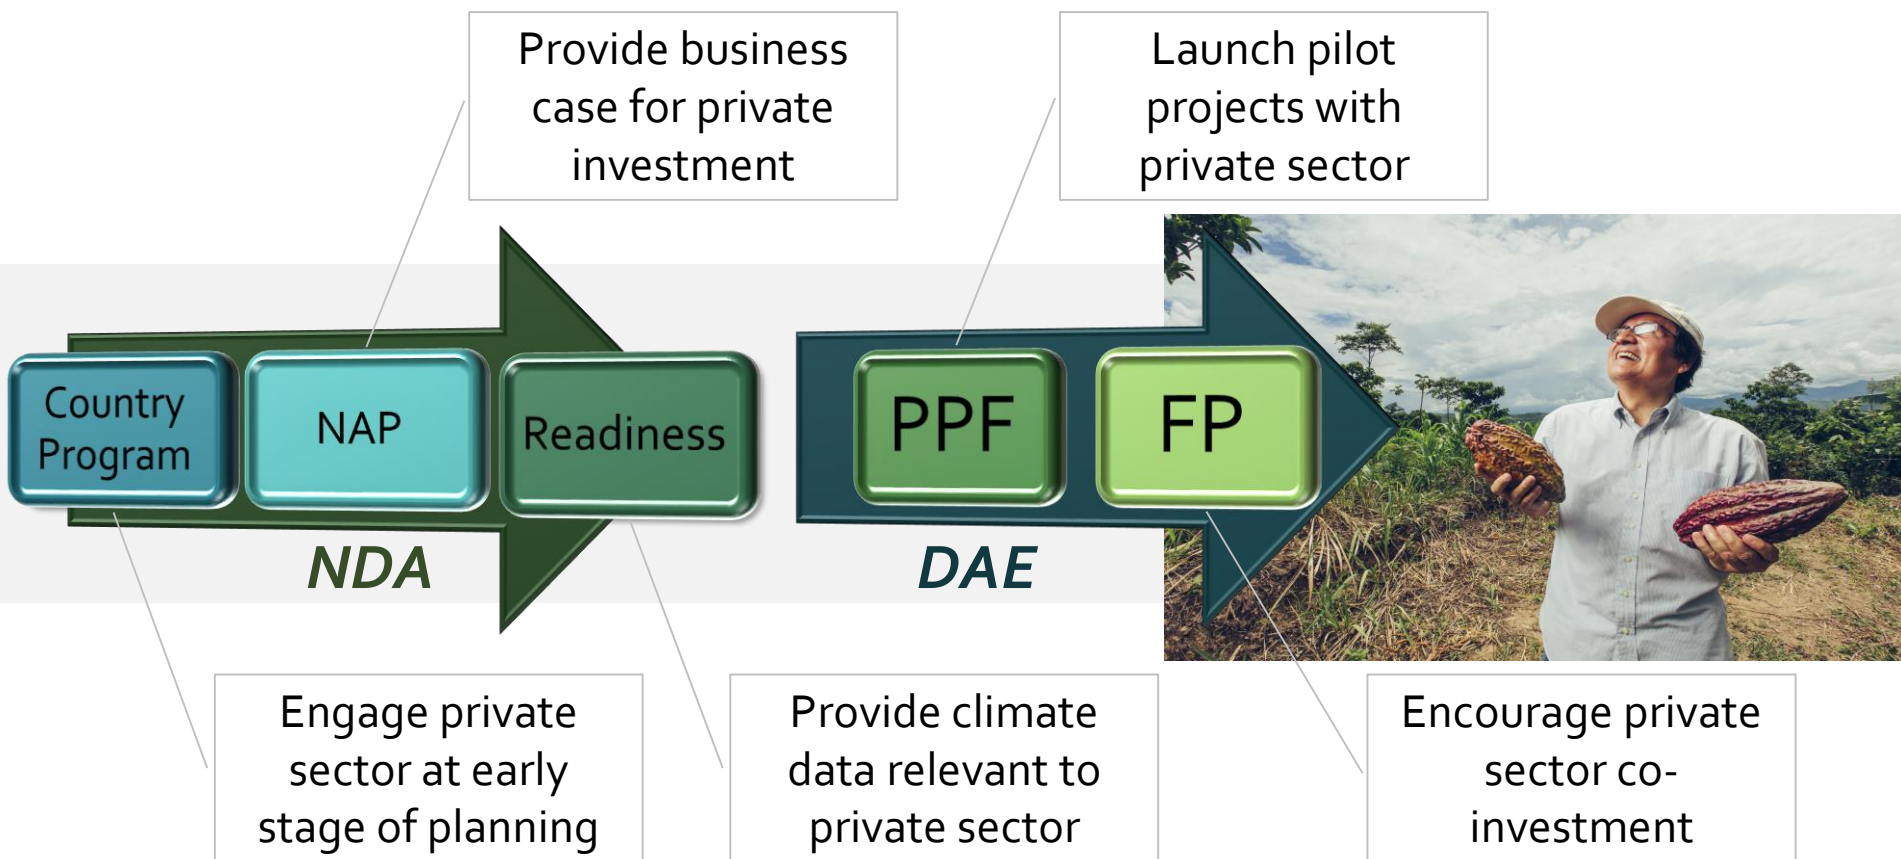 Provide business
case for private
investment
Launch pilot
projects with
private sector
Country
Program
NAP
Readiness
PPF
FP
NDA
DAE
Engage private
sector at early
stage of planning
Provide climate
data relevant to
private sector
Encourage private
sector co-
investment